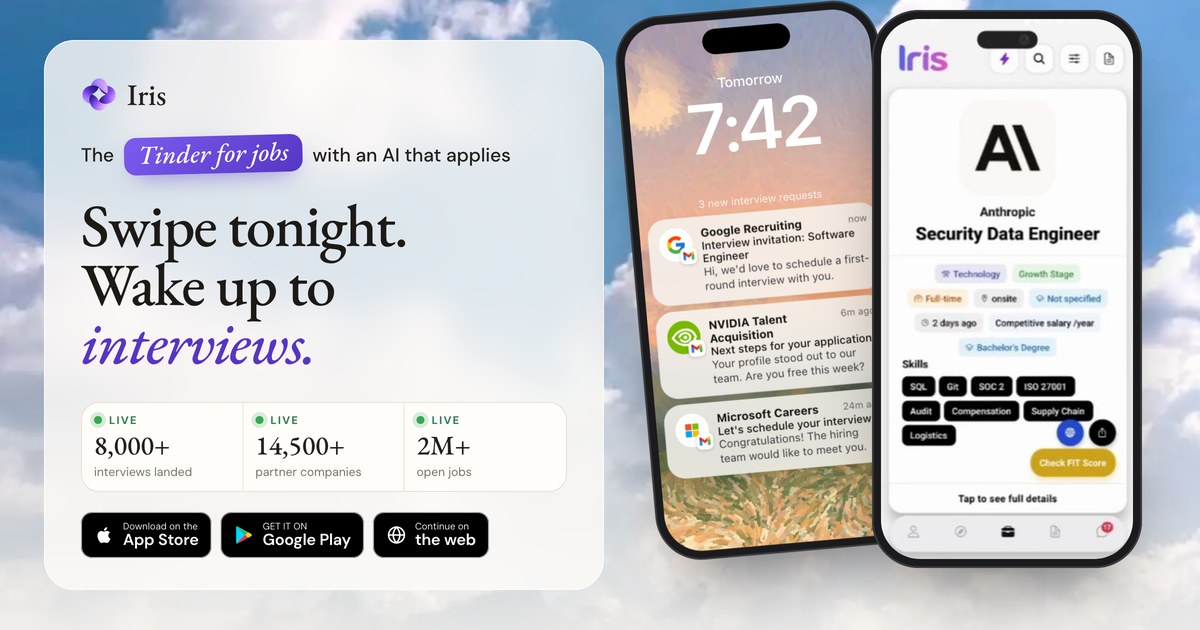 Iris
The Tinder for jobs with an AI that applies
Swipe tonight.
Wake up to
interviews.
LIVE
8,000+
interviews landed
LIVE
14,500+
partner companies
LIVE
2M+
open jobs
Download on the
App Store
GET IT ON
Google Play
Continue on
the web
Tomorrow
7:42
3 new interview requests
Google Recruiting now
Interview invitation: Software
Engineer
Hi, we'd love to schedule a first-
round interview with you.
NVIDIA Talent 6m ago
Acquisition
Next steps for your application
Your profile stood out to our
team. Are you free this week?
Microsoft Careers 24m a
Let's schedule your interview
Congratulations! The hiring
team would like to meet you.
Iris
AI
Anthropic
Security Data Engineer
Technology Growth Stage
Full-time onsite Not specified
2 days ago Competitive salary /year
Bachelor's Degree
Skills
SQL Git SOC 2 ISO 27001
Audit Compensation Supply Chain
Logistics
Check FIT Score
Tap to see full details
17